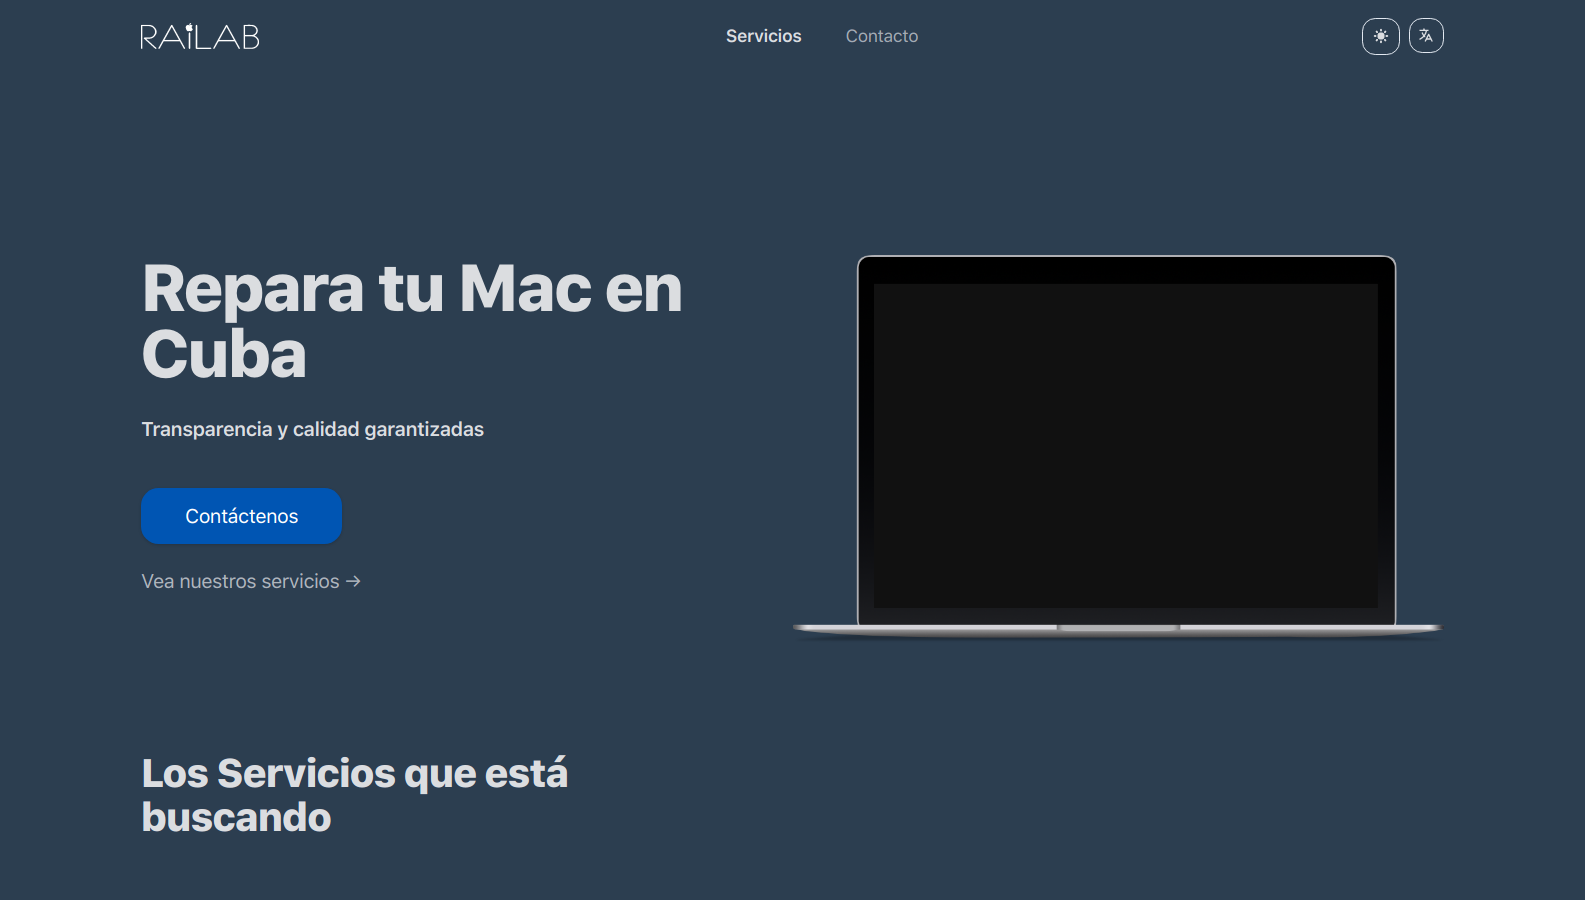 RAiLAB
Servicios
Contacto
Repara tu Mac en
Cuba
Transparencia y calidad garantizadas
Contáctenos
Vea nuestros servicios →
Los Servicios que está
buscando